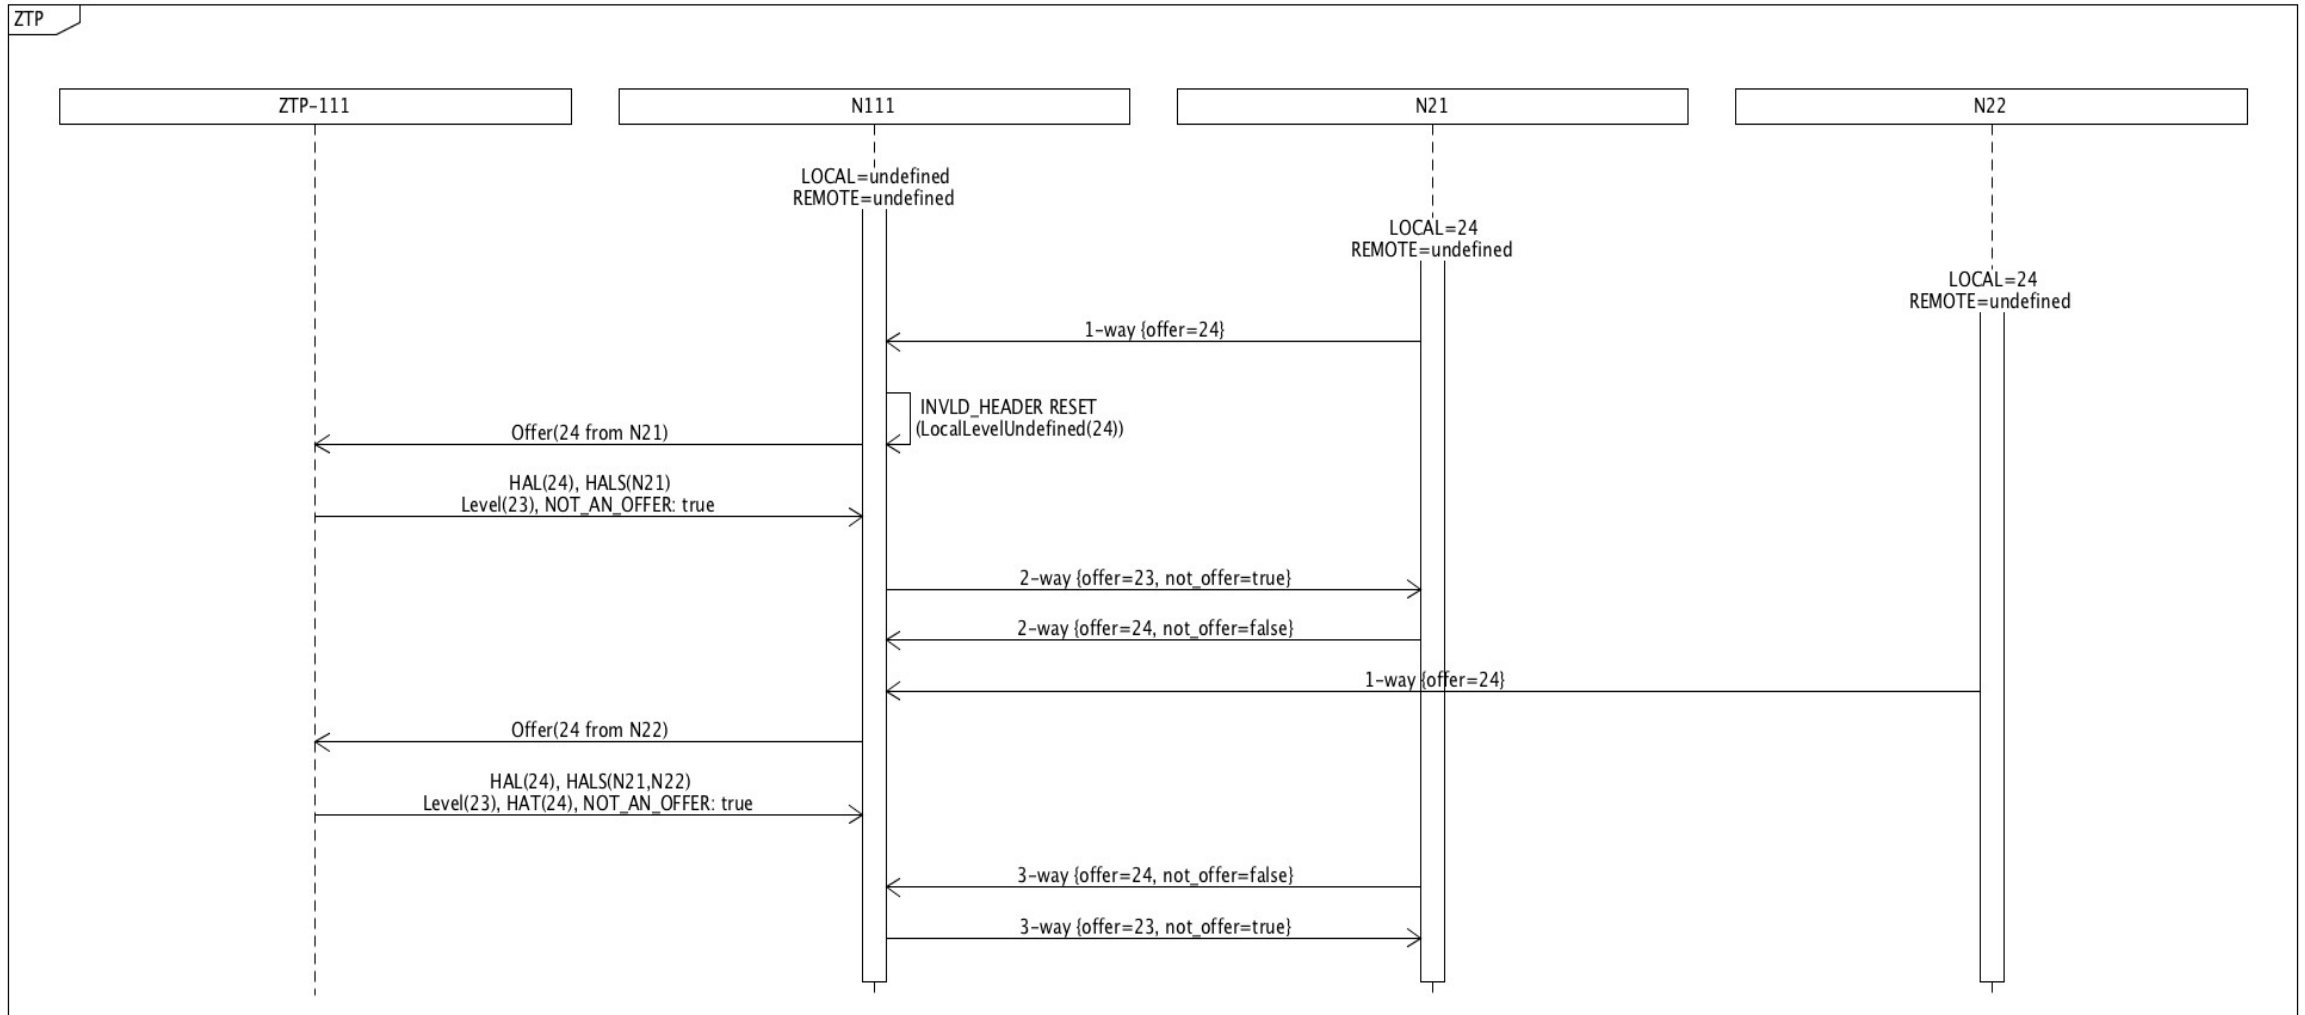 ZTP
ZTP-111
N111
N21
N22
LOCAL=undefined
REMOTE=undefined
LOCAL=24
REMOTE=undefined
LOCAL=24
REMOTE=undefined
1-way {offer=24}
INVLD_HEADER RESET
(LocalLevelUndefined(24))
Offer(24 from N21)
HAL(24), HALS(N21)
Level(23), NOT_AN_OFFER: true
2-way {offer=23, not_offer=true}
2-way {offer=24, not_offer=false}
1-way {offer=24}
Offer(24 from N22)
HAL(24), HALS(N21,N22)
Level(23), HAT(24), NOT_AN_OFFER: true
3-way {offer=24, not_offer=false}
3-way {offer=23, not_offer=true}